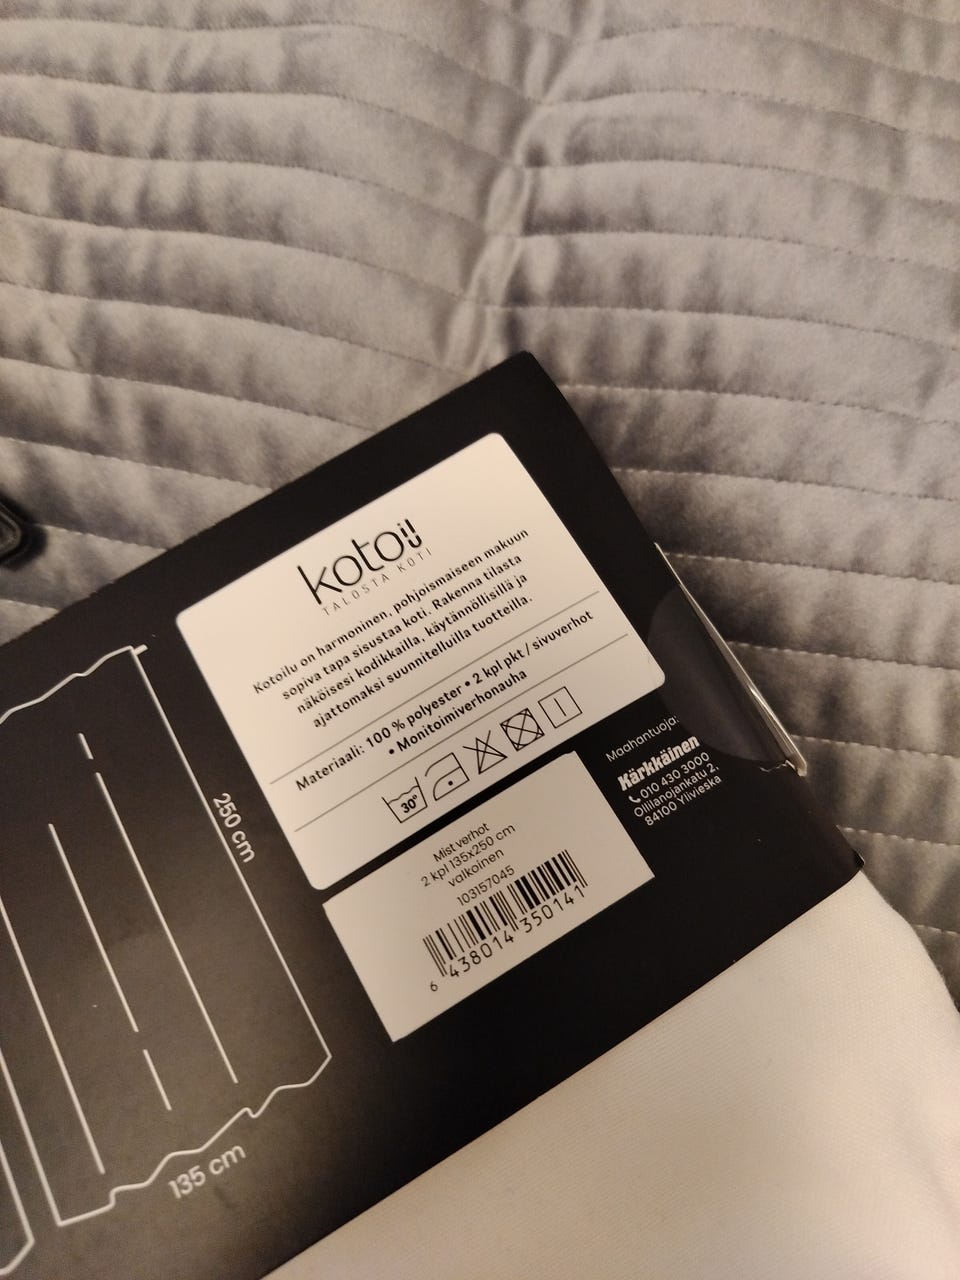 kotoilu
TALOSTA KOTI
Kotoilu on harmoninen, pohjoismaiseen makuun
sopiva tapa sisustaa koti. Rakenna tilasta
näköisesi kodikkailla, käytännöllisillä ja
ajattomaksi suunnitelluilla tuotteilla.
Materiaali: 100 % polyester • 2 kpl pkt / sivuverhot
• Monitoimiverhonauha
30°
Maahantuoja:
Kärkkäinen
010 430 3000
Ollilanojankatu 2,
84100 Ylivieska
Mist verhot
2 kpl 135x250 cm
valkoinen
103157045
6 438014 350141
250 cm
135 cm